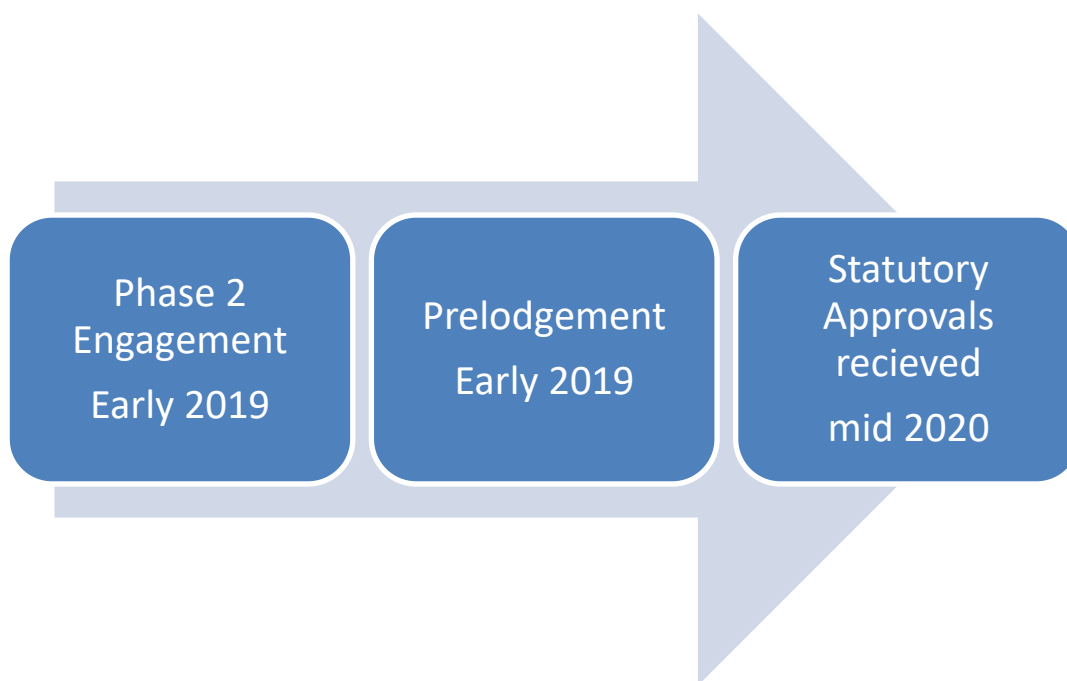 Phase 2
Engagement
Early 2019
Prelodgement
Early 2019
Statutory
Approvals
recieved
mid 2020